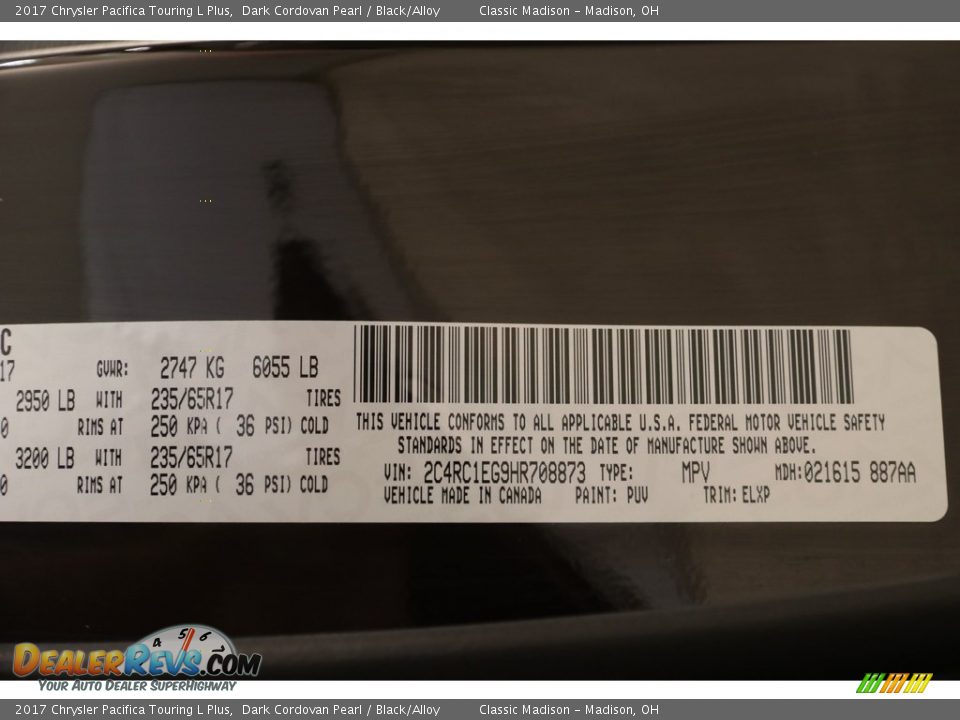 2017 Chrysler Pacifica Touring L Plus, Dark Cordovan Pearl / Black/Alloy Classic Madison - Madison, OH
C
17 GVWR: 2747 KG 6055 LB
2950 LB WITH 235/65R17 TIRES
0 RIMS AT 250 KPA ( 36 PSI) COLD
3200 LB WITH 235/65R17 TIRES
0 RIMS AT 250 KPA ( 36 PSI) COLD
THIS VEHICLE CONFORMS TO ALL APPLICABLE U.S.A. FEDERAL MOTOR VEHICLE SAFETY
STANDARDS IN EFFECT ON THE DATE OF MANUFACTURE SHOWN ABOVE.
VIN: 2C4RC1EG9HR708873 TYPE: MPV MDH:021615 887AA
VEHICLE MADE IN CANADA PAINT: PUV TRIM: ELXP
4 5 6 7
DEALERREVS.COM
YOUR AUTO DEALER SUPERHIGHWAY
2017 Chrysler Pacifica Touring L Plus, Dark Cordovan Pearl / Black/Alloy Classic Madison - Madison, OH